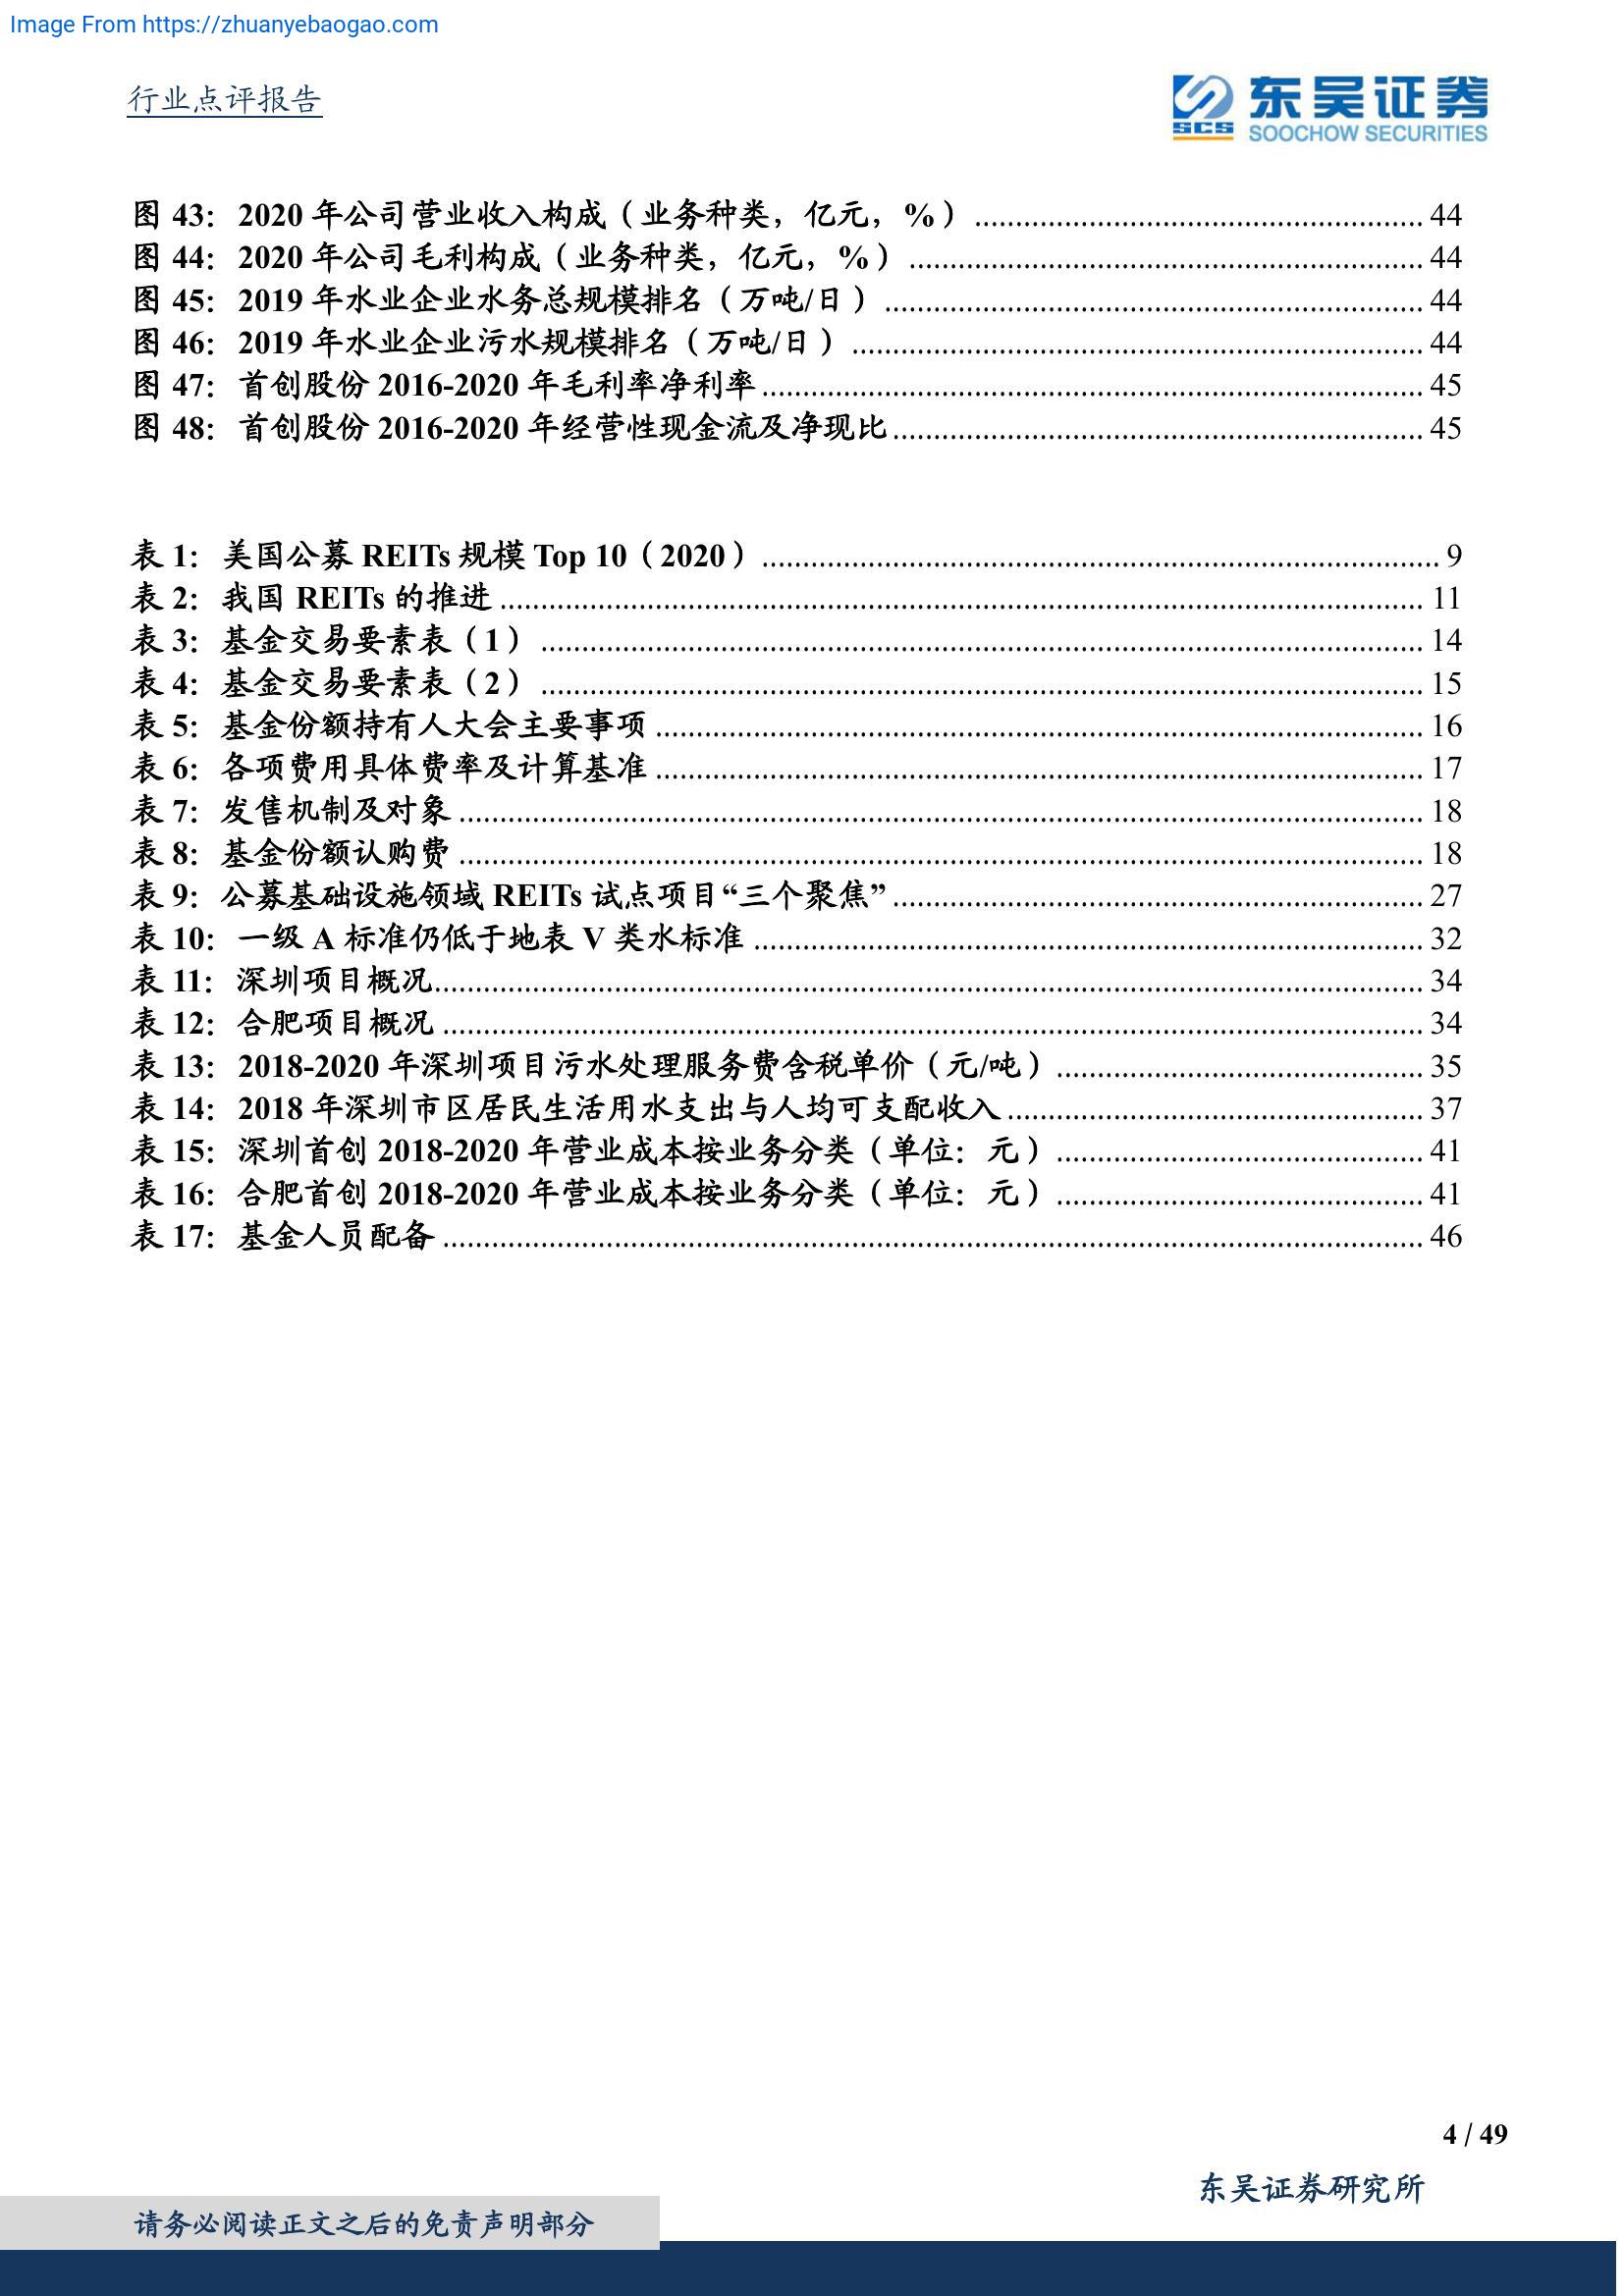 Image From https://zhuanyebaogao.com
行业点评报告
SCS
东吴证券
SOOCHOW SECURITIES
图 43：2020 年公司营业收入构成（业务种类，亿元，%）........................................ 44
图 44：2020 年公司毛利构成（业务种类，亿元，%）........................................ 44
图 45：2019 年水业企业水务总规模排名（万吨/日）........................................ 44
图 46：2019 年水业企业污水规模排名（万吨/日）........................................ 44
图 47：首创股份 2016-2020 年毛利率净利率........................................ 45
图 48：首创股份 2016-2020 年经营性现金流及净现比........................................ 45
表 1：美国公募 REITs 规模 Top 10（2020）........................................ 9
表 2：我国 REITs 的推进........................................ 11
表 3：基金交易要素表（1）........................................ 14
表 4：基金交易要素表（2）........................................ 15
表 5：基金份额持有人大会主要事项........................................ 16
表 6：各项费用具体费率及计算基准........................................ 17
表 7：发售机制及对象........................................ 18
表 8：基金份额认购费........................................ 18
表 9：公募基础设施领域 REITs 试点项目“三个聚焦”........................................ 27
表 10：一级 A 标准仍低于地表 V 类水标准........................................ 32
表 11：深圳项目概况........................................ 34
表 12：合肥项目概况........................................ 34
表 13：2018-2020 年深圳项目污水处理服务费含税单价（元/吨）........................................ 35
表 14：2018 年深圳市区居民生活用水支出与人均可支配收入........................................ 37
表 15：深圳首创 2018-2020 年营业成本按业务分类（单位：元）........................................ 41
表 16：合肥首创 2018-2020 年营业成本按业务分类（单位：元）........................................ 41
表 17：基金人员配备........................................ 46
4 / 49
东吴证券研究所
请务必阅读正文之后的免责声明部分